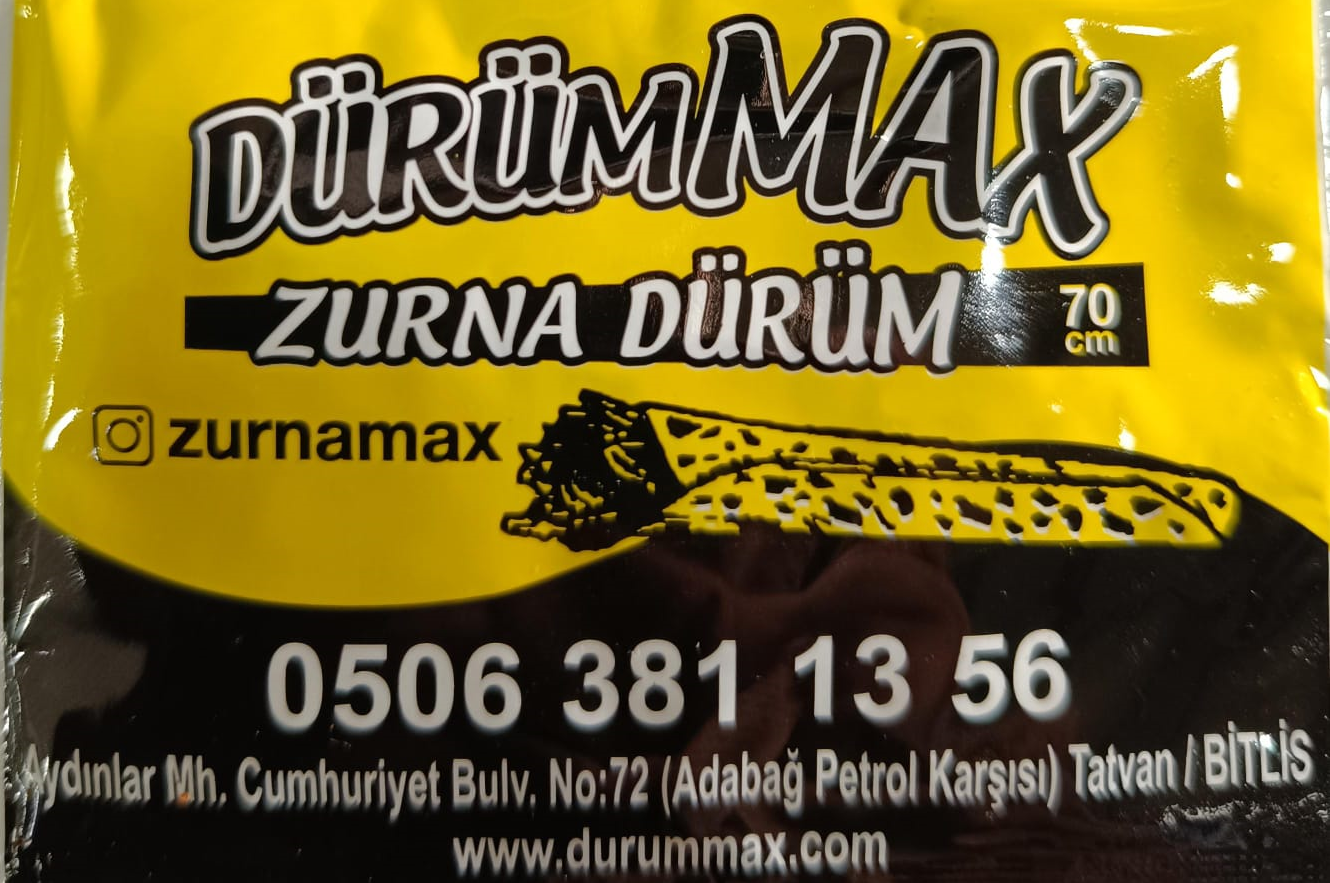 DÜRÜMMAX
ZURNA DÜRÜM 70 cm
zurnamax
0506 381 13 56
Aydınlar Mh. Cumhuriyet Bulv. No:72 (Adabağ Petrol Karşısı) Tatvan / BİTLİS
www.durummax.com